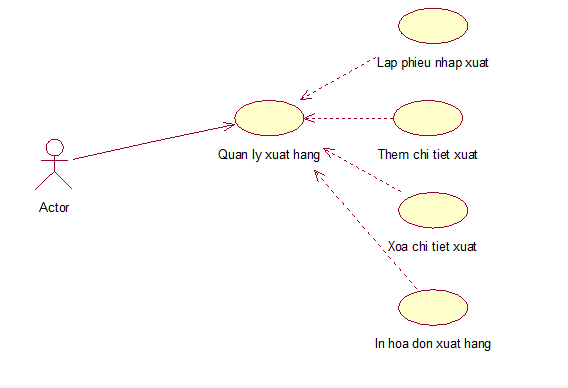 Lap phieu nhap xuat
Quan ly xuat hang
Them chi tiet xuat
Actor
Xoa chi tiet xuat
In hoa don xuat hang